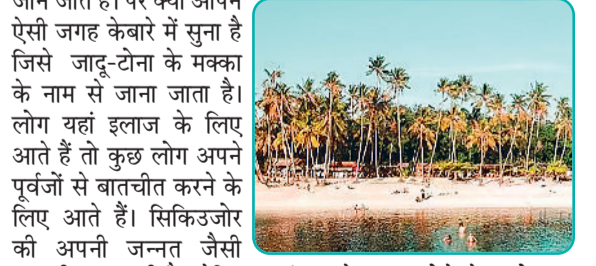 ऐसी जगह केबारे में सुना है
जिसे जादू-टोना के मक्का
के नाम से जाना जाता है।
लोग यहां इलाज के लिए
आते हैं तो कुछ लोग अपने
पूर्वजों से बातचीत करने के
लिए आते हैं। सिकिउजोर
की अपनी जन्नत जैसी